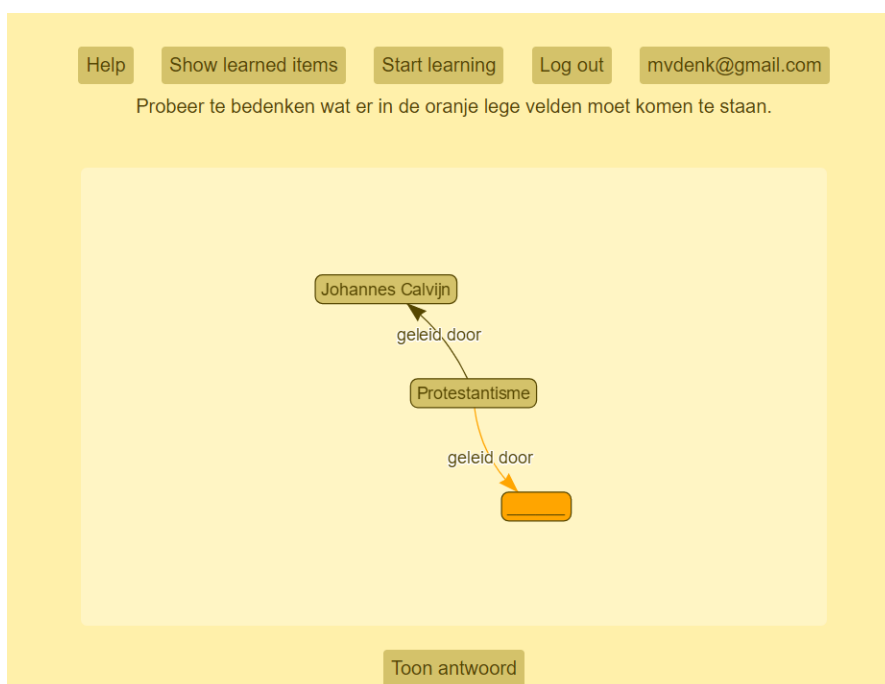 Help Show learned items Start learning Log out mvdenk@gmail.com
Probeer te bedenken wat er in de oranje lege velden moet komen te staan.
Johannes Calvijn
geleid door
Protestantisme
geleid door
Toon antwoord